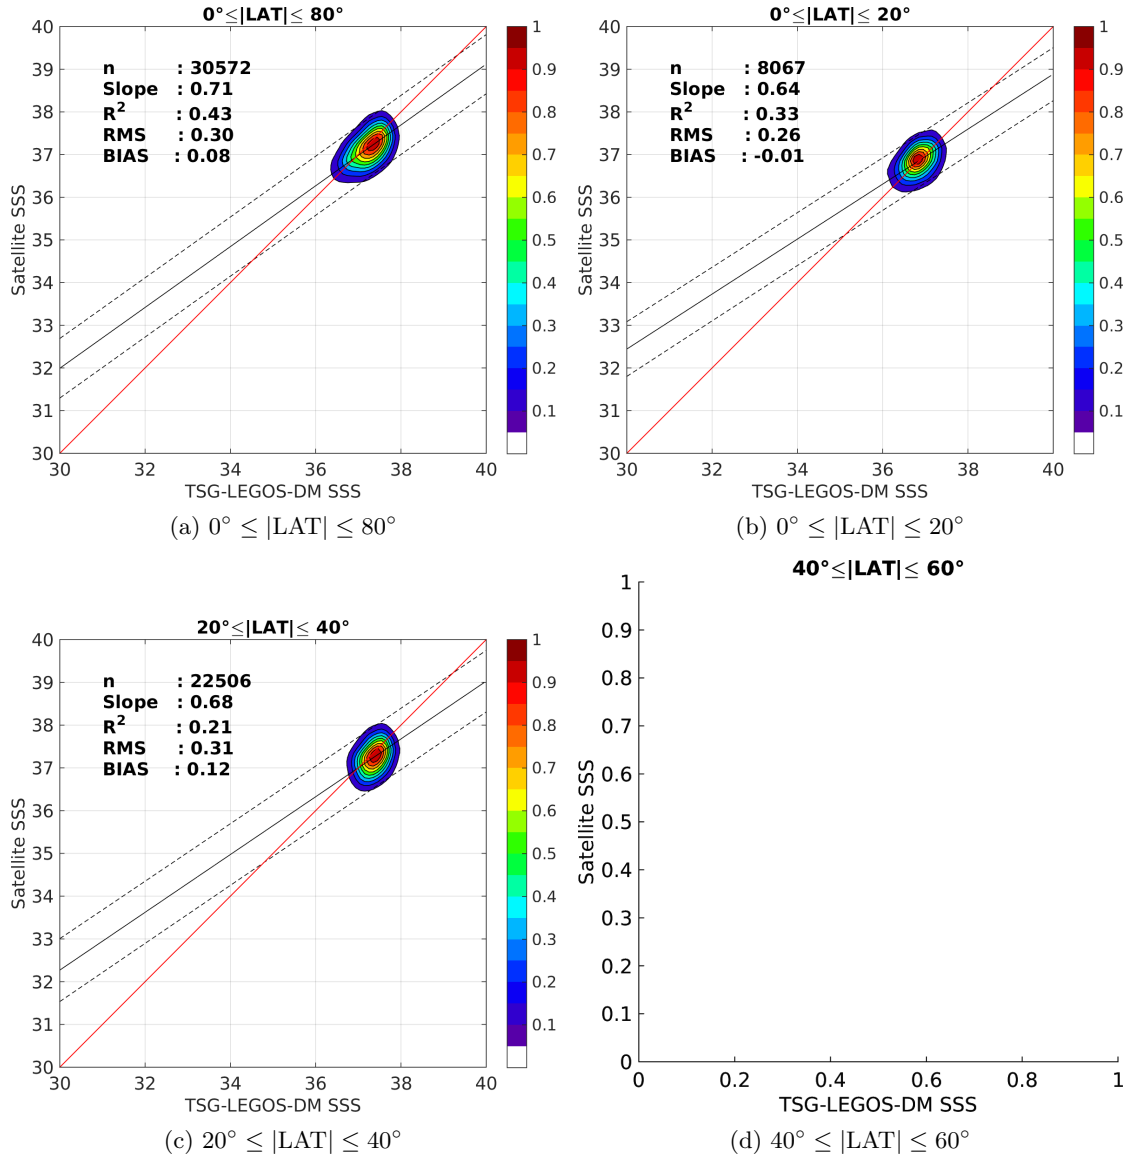 0°≤|LAT|≤ 80°
40
39
38
37
36
35
34
33
32
31
30
Satellite SSS
n : 30572
Slope : 0.71
R2 : 0.43
RMS : 0.30
BIAS : 0.08
30 32 34 36 38 40
TSG-LEGOS-DM SSS
1
0.9
0.8
0.7
0.6
0.5
0.4
0.3
0.2
0.1
(a) 0° ≤ |LAT| ≤ 80°
0°≤|LAT|≤ 20°
40
39
38
37
36
35
34
33
32
31
30
Satellite SSS
n : 8067
Slope : 0.64
R2 : 0.33
RMS : 0.26
BIAS : -0.01
30 32 34 36 38 40
TSG-LEGOS-DM SSS
1
0.9
0.8
0.7
0.6
0.5
0.4
0.3
0.2
0.1
(b) 0° ≤ |LAT| ≤ 20°
20°≤|LAT|≤ 40°
40
39
38
37
36
35
34
33
32
31
30
Satellite SSS
n : 22506
Slope : 0.68
R2 : 0.21
RMS : 0.31
BIAS : 0.12
30 32 34 36 38 40
TSG-LEGOS-DM SSS
1
0.9
0.8
0.7
0.6
0.5
0.4
0.3
0.2
0.1
(c) 20° ≤ |LAT| ≤ 40°
40°≤|LAT|≤ 60°
1
0.9
0.8
0.7
0.6
0.5
0.4
0.3
0.2
0.1
0
Satellite SSS
0 0.2 0.4 0.6 0.8 1
TSG-LEGOS-DM SSS
(d) 40° ≤ |LAT| ≤ 60°